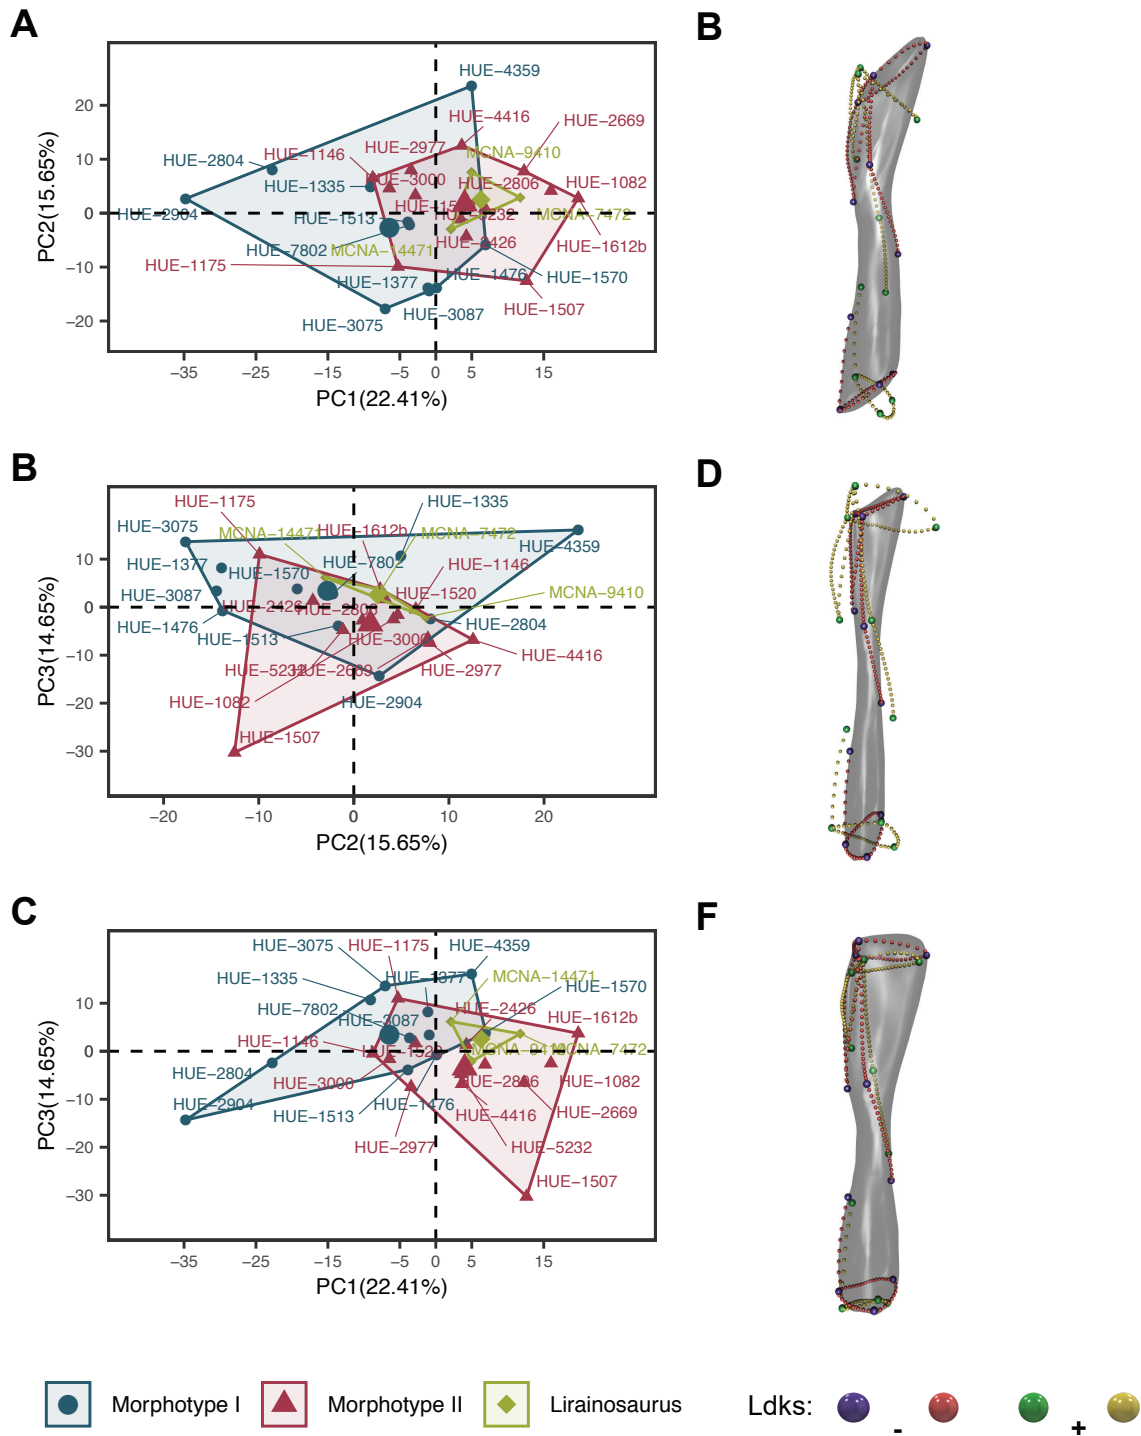 A
B
HUE−4359
HUE−4416
HUE−2669
HUE−2804
HUE−1146
HUE−2977
MCNA−9410
HUE−1335
HUE−3000
HUE−2806
HUE−1082
HUE−2904
HUE−1513
MCNA−7472
HUE−7802
MCNA−14471
HUE−2426
HUE−1612b
HUE−1175
HUE−1377
HUE−1476
HUE−1570
HUE−3075
HUE−3087
HUE−1507
PC2(15.65%)
20
10
0
−10
−20
−35
−25
−15
−5
0
5
15
PC1(22.41%)
B
D
HUE−1175
HUE−1335
HUE−3075
MCNA−14471
HUE−1612b
MCNA−7472
HUE−4359
HUE−1377
HUE−1570
HUE−7802
HUE−1146
HUE−3087
HUE−2426
HUE−1520
MCNA−9410
HUE−1476
HUE−1513
HUE−3000
HUE−2804
HUE−4416
HUE−5232
HUE−2669
HUE−2977
HUE−1082
HUE−2904
HUE−1507
PC3(14.65%)
10
0
−10
−20
−30
−20
−10
0
10
20
PC2(15.65%)
C
F
HUE−3075
HUE−1175
HUE−4359
HUE−1335
HUE−1377
MCNA−14471
HUE−1570
HUE−7802
HUE−3087
HUE−2426
HUE−1612b
HUE−1146
MCNA−7472
HUE−2804
HUE−3000
HUE−2806
HUE−1082
HUE−2904
HUE−1513
HUE−1476
HUE−4416
HUE−2669
HUE−2977
HUE−5232
HUE−1507
PC3(14.65%)
10
0
−10
−20
−30
−35
−25
−15
−5
0
5
15
PC1(22.41%)
Morphotype I
Morphotype II
Lirainosaurus
Ldks:
-
+